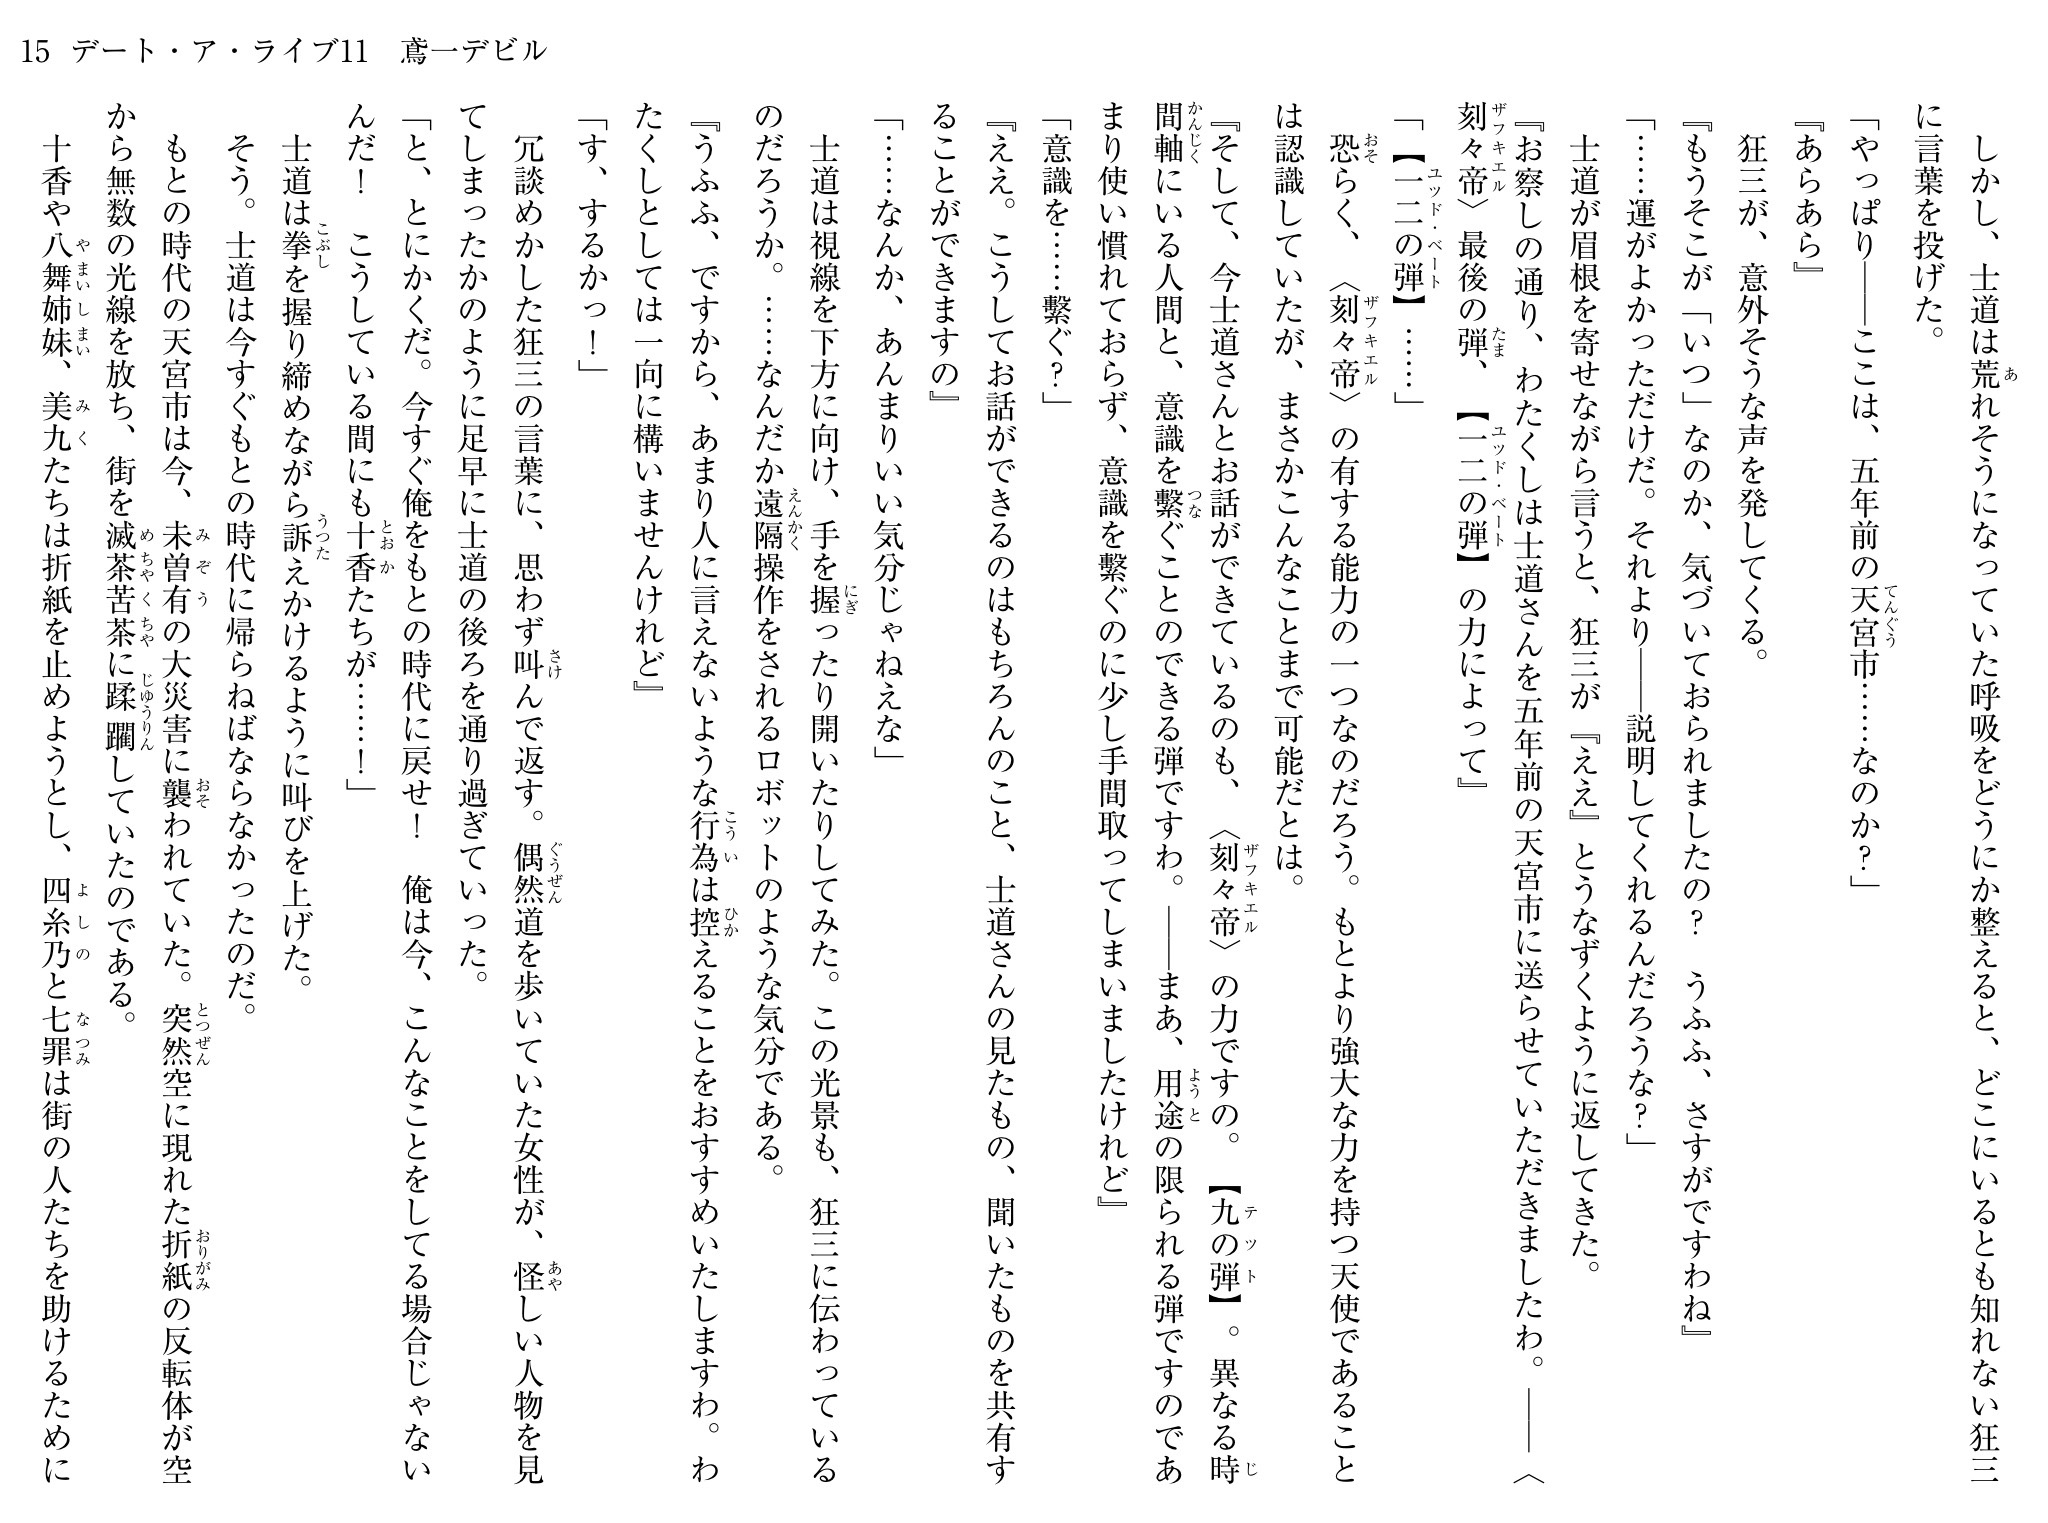 15 デート・ア・ライブ11　鳶一デビル
　しかし、士道は荒れそうになっていた呼吸をどうにか整えると、どこにいるとも知れない狂三
に言葉を投げた。
「やっぱり――ここは、五年前の天宮市……なのか？」
『あらあら』
　狂三が、意外そうな声を発してくる。
『もうそこが「いつ」なのか、気づいておられましたの？　うふふ、さすがですわね』
「……運がよかっただけだ。それより――説明してくれるんだろうな？」
　士道が眉根を寄せながら言うと、狂三が『ええ』とうなずくように返してきた。
『お察しの通り、わたくしは士道さんを五年前の天宮市に送らせていただきましたわ。――〈
刻々帝〉最後の弾、【一二の弾】の力によって』
「【一二の弾】……」
　恐らく、〈刻々帝〉の有する能力の一つなのだろう。もとより強大な力を持つ天使であること
は認識していたが、まさかこんなことまで可能だとは。
『そして、今士道さんとお話ができているのも、〈刻々帝〉の力ですの。【九の弾】。異なる時
間軸にいる人間と、意識を繋ぐことのできる弾ですわ。――まあ、用途の限られる弾ですのであ
まり使い慣れておらず、意識を繋ぐのに少し手間取ってしまいましたけれど』
「意識を……繋ぐ？」
『ええ。こうしてお話ができるのはもちろんのこと、士道さんの見たもの、聞いたものを共有す
ることができますの』
「……なんか、あんまりいい気分じゃねえな」
　士道は視線を下方に向け、手を握ったり開いたりしてみた。この光景も、狂三に伝わっている
のだろうか。……なんだか遠隔操作をされるロボットのような気分である。
『うふふ、ですから、あまり人に言えないような行為は控えることをおすすめいたしますわ。わ
たくしとしては一向に構いませんけれど』
「す、するかっ！」
　冗談めかした狂三の言葉に、思わず叫んで返す。偶然道を歩いていた女性が、怪しい人物を見
てしまったかのように足早に士道の後ろを通り過ぎていった。
「と、とにかくだ。今すぐ俺をもとの時代に戻せ！　俺は今、こんなことをしてる場合じゃない
んだ！　こうしている間にも十香たちが……！」
　士道は拳を握り締めながら訴えかけるように叫びを上げた。
　そう。士道は今すぐもとの時代に帰らねばならなかったのだ。
　もとの時代の天宮市は今、未曽有の大災害に襲われていた。突然空に現れた折紙の反転体が空
から無数の光線を放ち、街を滅茶苦茶に蹂躙していたのである。
　十香や八舞姉妹、美九たちは折紙を止めようとし、四糸乃と七罪は街の人たちを助けるために